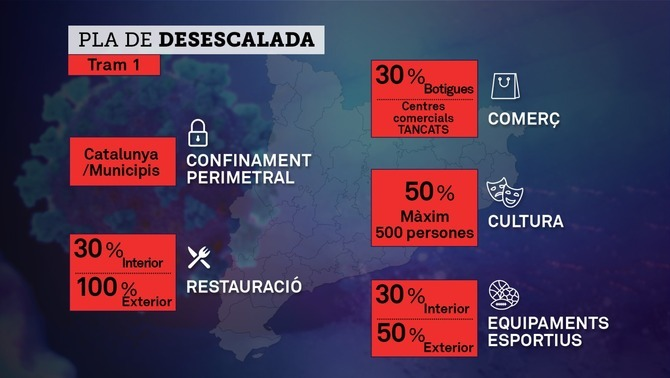 PLA DE DESESCALADA
Tram 1
Catalunya
/Municipis
CONFINAMENT
PERIMETRAL
30% Interior
100% Exterior
RESTAURACIÓ
30% Botigues
Centres
comercials
TANCATS
COMERÇ
50%
Màxim
500 persones
CULTURA
30% Interior
50% Exterior
EQUIPAMENTS
ESPORTIUS